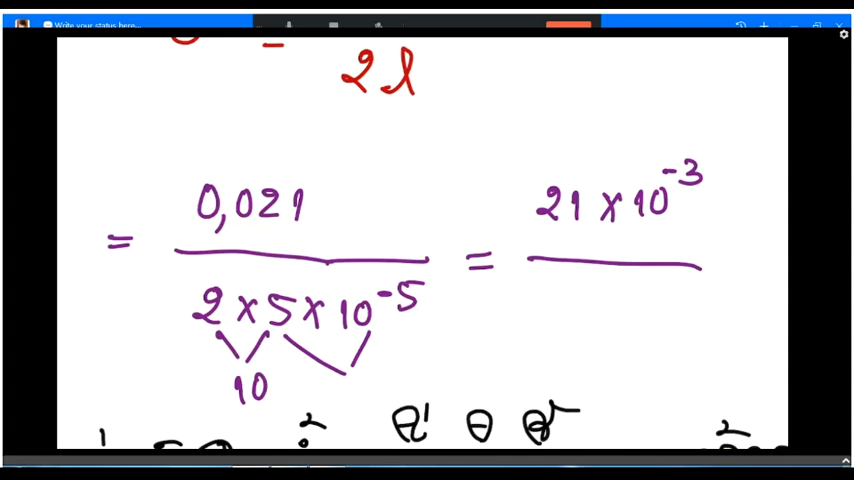 Write your status here...
2l
= 0,021 / 2 x 5 x 10^-5 = 21 x 10^-3
10